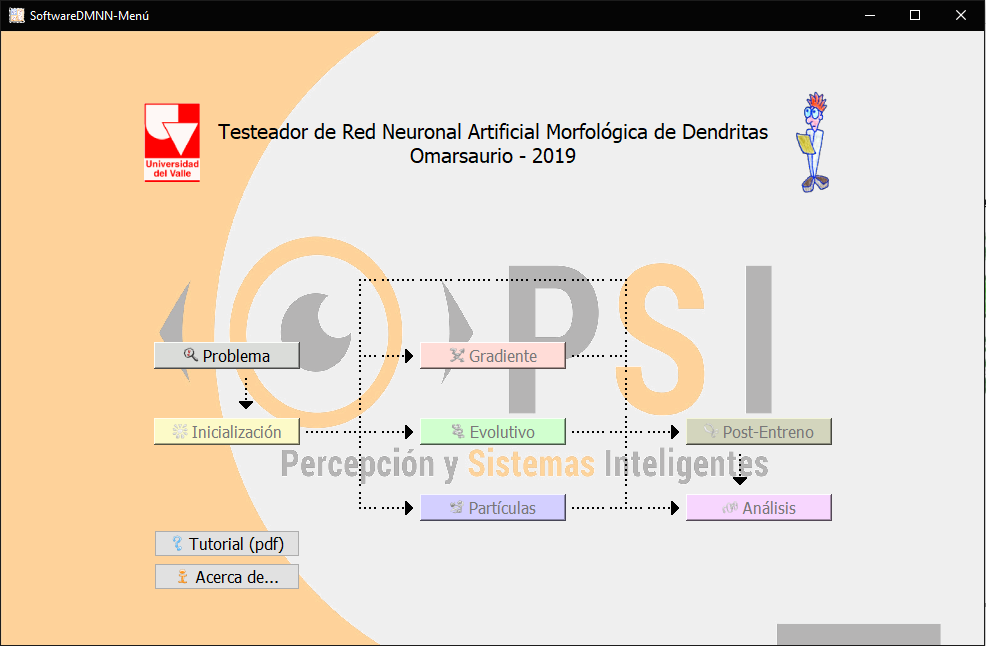 SoftwareDMNN-Menú
Testeador de Red Neuronal Artificial Morfológica de Dendritas
Omarsaurio - 2019
Universidad
del Valle
PSI
Problema
Gradiente
Inicialización
Evolutivo
Post-Entreno
Percepción y Sistemas Inteligentes
Partículas
Análisis
Tutorial (pdf)
Acerca de...